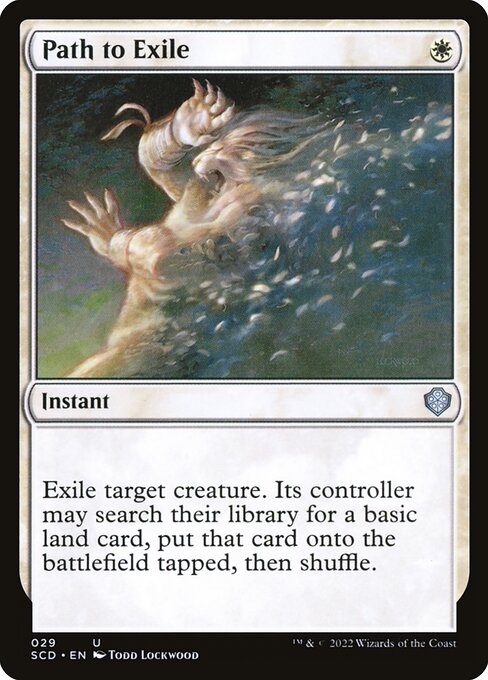 Path to Exile
LOCKWOOD
Instant
Exile target creature. Its controller
may search their library for a basic
land card, put that card onto the
battlefield tapped, then shuffle.
029 U
SCD • EN Todd Lockwood
™ & © 2022 Wizards of the Coast